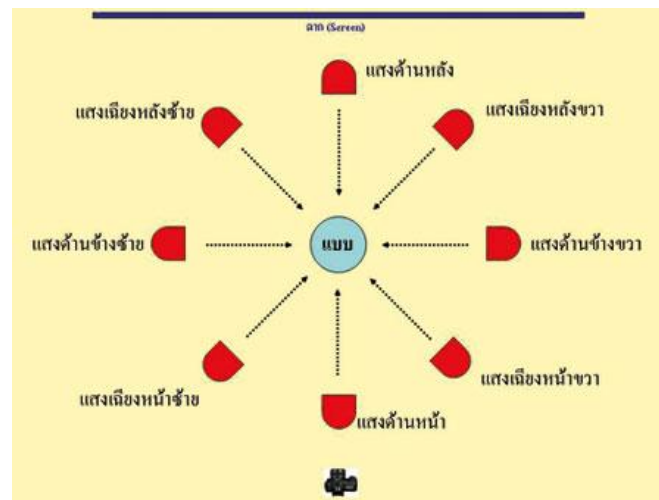 ฉาก (Screen)
แสงด้านหลัง
แสงเฉียงหลังซ้าย
แสงเฉียงหลังขวา
แสงด้านข้างซ้าย
แบบ
แสงด้านข้างขวา
แสงเฉียงหน้าซ้าย
แสงเฉียงหน้าขวา
แสงด้านหน้า